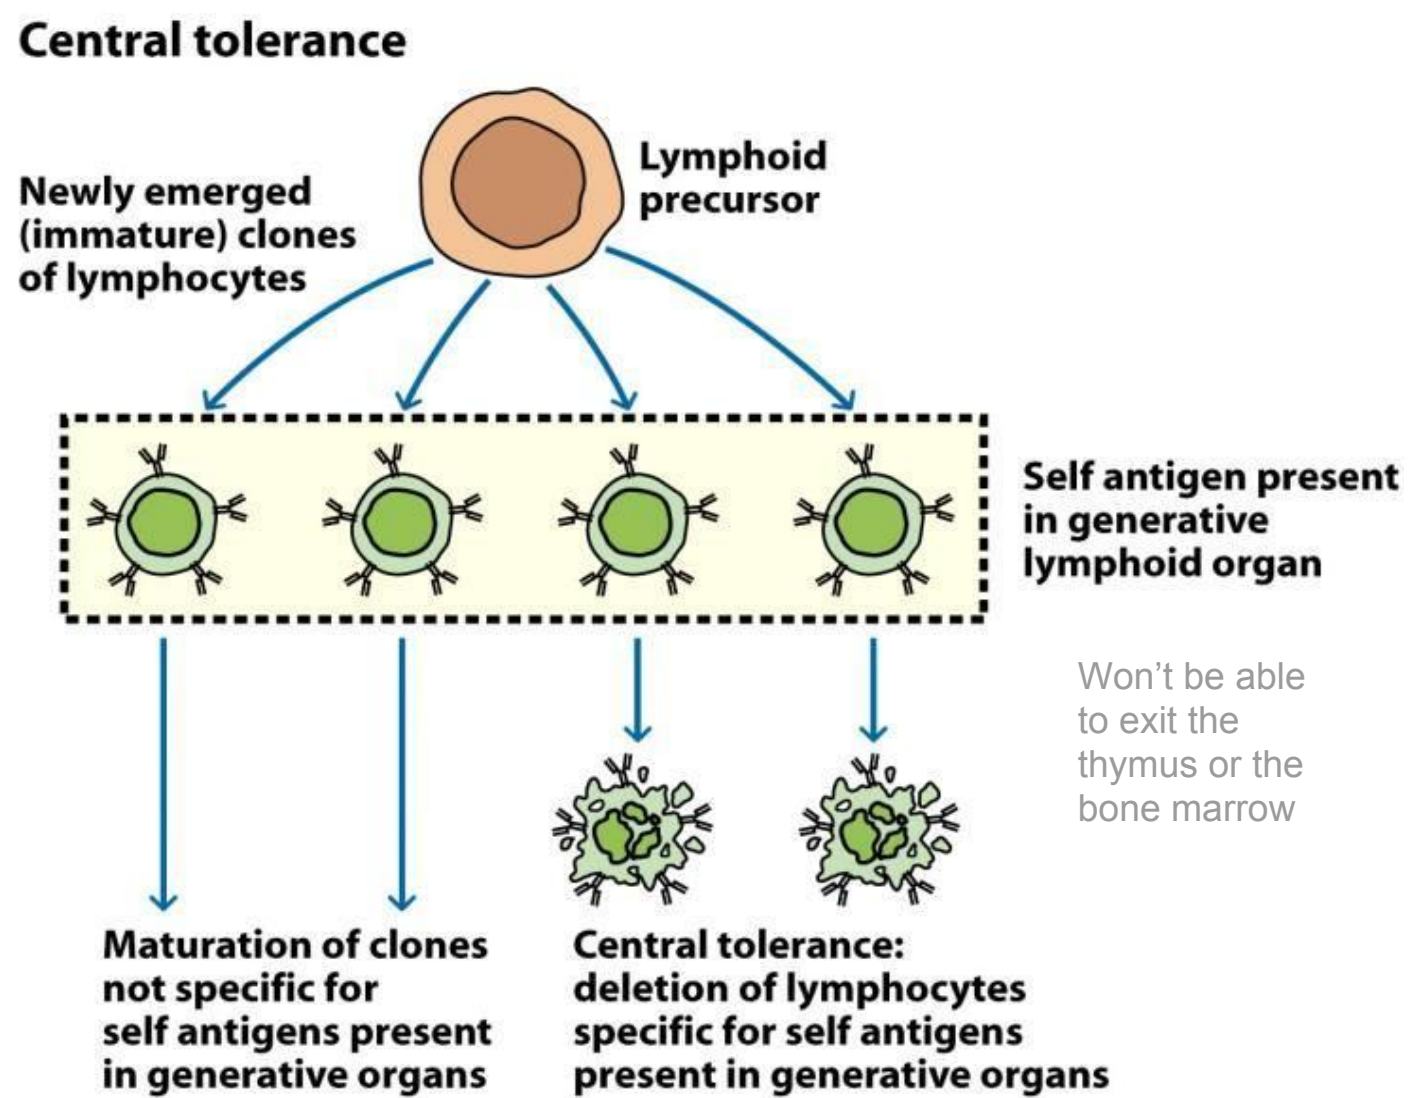 Central tolerance
Lymphoid
precursor
Newly emerged
(immature) clones
of lymphocytes
Self antigen present
in generative
lymphoid organ
Won’t be able
to exit the
thymus or the
bone marrow
Maturation of clones
not specific for
self antigens present
in generative organs
Central tolerance:
deletion of lymphocytes
specific for self antigens
present in generative organs